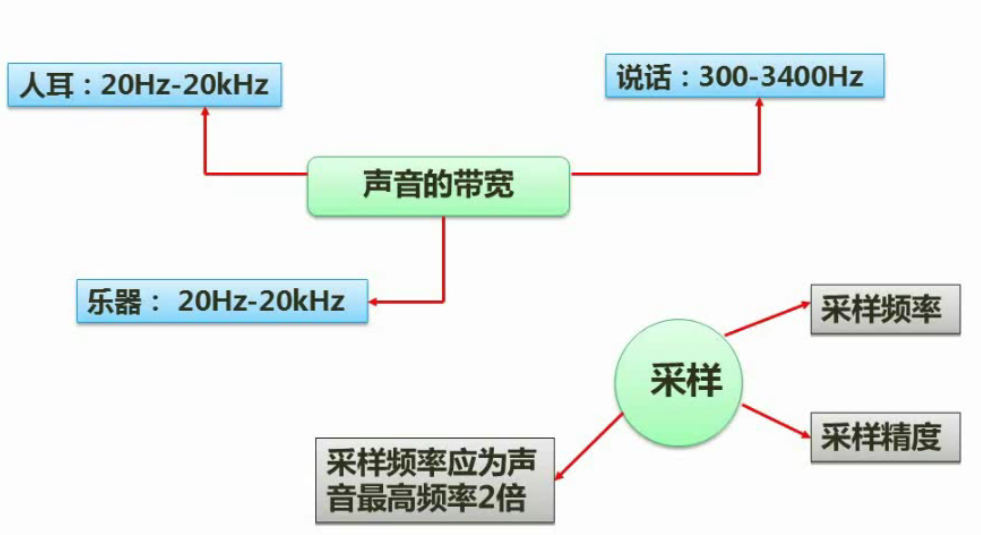 人耳：20Hz-20kHz
说话：300-3400Hz
声音的带宽
乐器： 20Hz-20kHz
采样频率
采样
采样精度
采样频率应为声
音最高频率2倍